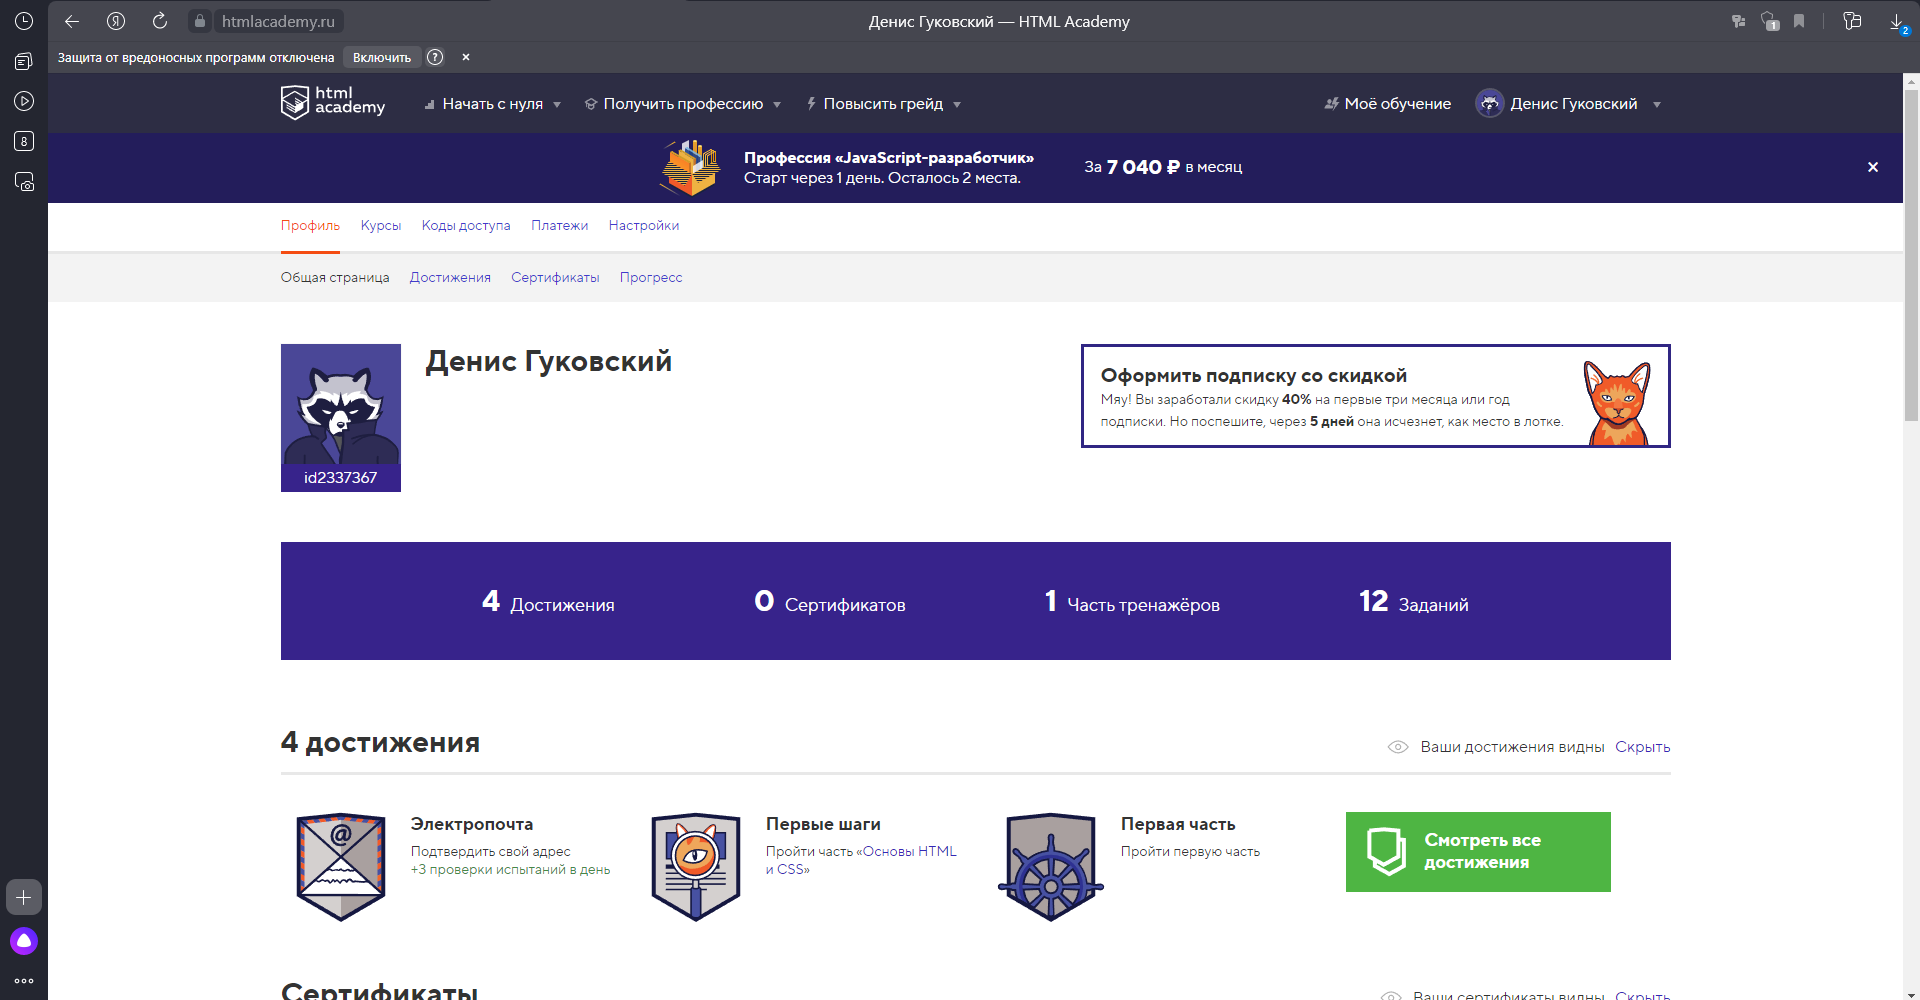 htmlacademy.ru
Денис Гуковский — HTML Academy
1
2
Защита от вредоносных программ отключена
Включить
?
8
html
academy
Начать с нуля
Получить профессию
Повысить грейд
Моё обучение
Денис Гуковский
Профессия «JavaScript-разработчик»
Старт через 1 день. Осталось 2 места.
За 7 040 ₽ в месяц
Профиль
Курсы
Коды доступа
Платежи
Настройки
Общая страница
Достижения
Сертификаты
Прогресс
id2337367
Денис Гуковский
Оформить подписку со скидкой
Мяу! Вы заработали скидку 40% на первые три месяца или год
подписки. Но поспешите, через 5 дней она исчезнет, как место в лотке.
4 Достижения
0 Сертификатов
1 Часть тренажёров
12 Заданий
4 достижения
Ваши достижения видны Скрыть
@
Электропочта
Подтвердить свой адрес
+3 проверки испытаний в день
Первые шаги
Пройти часть «Основы HTML
и CSS»
Первая часть
Пройти первую часть
Смотреть все
достижения
Сертификаты
Ваши сертификаты видны Скрыть